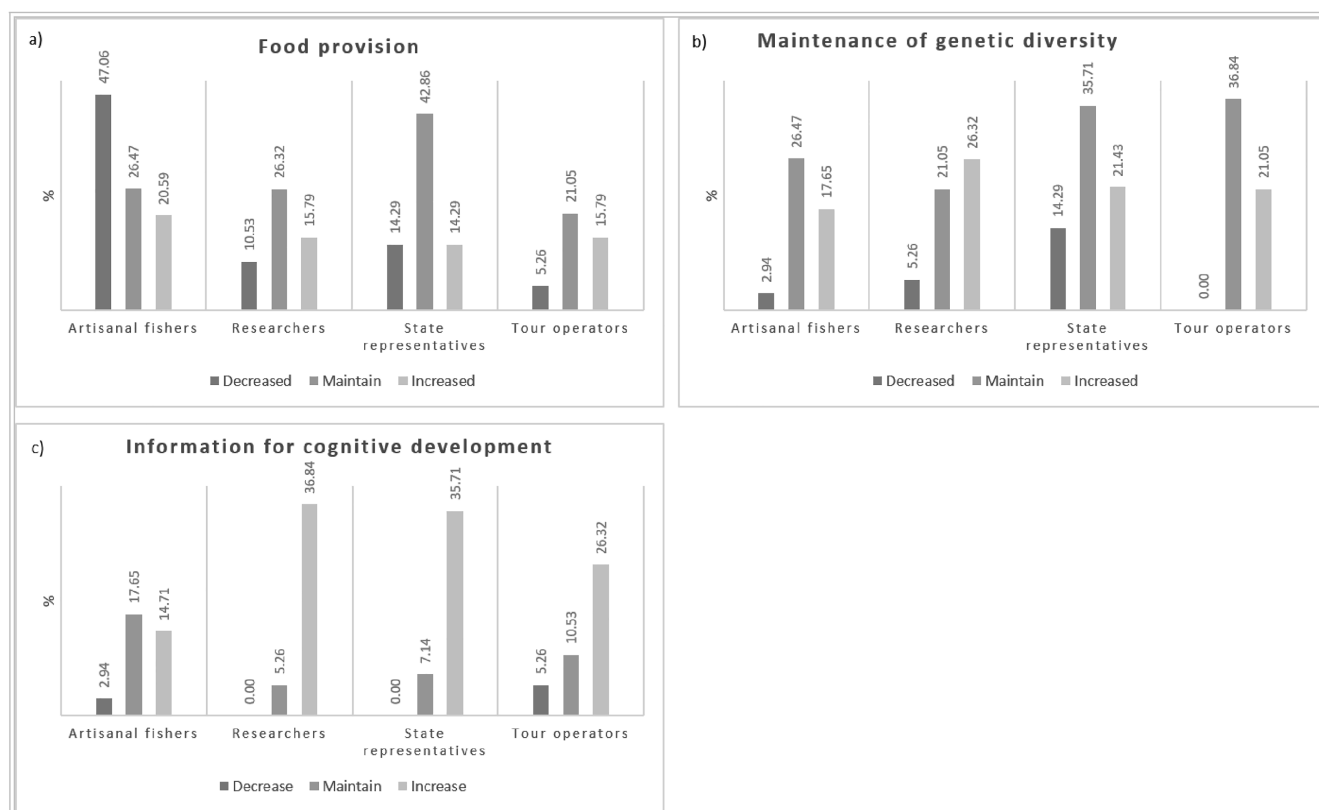 a)
Food provision
%
47.06
26.47
20.59
10.53
26.32
15.79
14.29
42.86
14.29
5.26
21.05
15.79
Artisanal fishers
Researchers
State
representatives
Tour operators
Decreased
Maintain
Increased
b)
Maintenance of genetic diversity
%
2.94
26.47
17.65
5.26
21.05
26.32
14.29
35.71
21.43
0.00
36.84
21.05
Artisanal fishers
Researchers
State
representatives
Tour operators
Decreased
Maintain
Increased
c)
Information for cognitive development
%
2.94
17.65
14.71
0.00
5.26
36.84
0.00
7.14
35.71
5.26
10.53
26.32
Artisanal fishers
Researchers
State
representatives
Tour operators
Decrease
Maintain
Increase